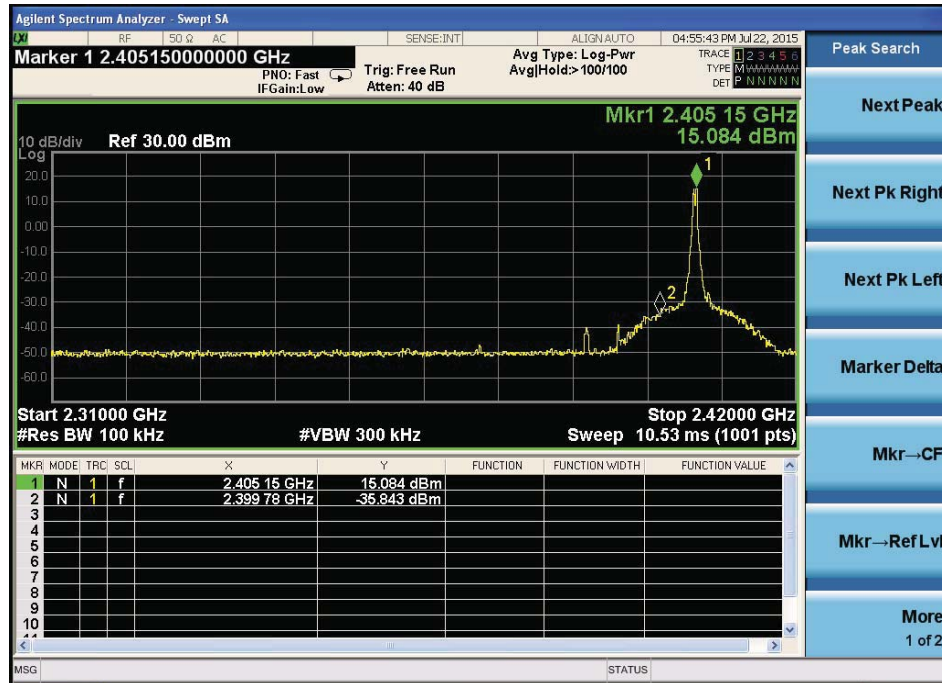 Agilent Spectrum Analyzer - Swept SA
LXI RF 50 Ω AC SENSE:INT ALIGN AUTO 04:55:43 PM Jul 22, 2015
Marker 1 2.405150000000 GHz
PNO: Fast
IFGain:Low
Trig: Free Run
Atten: 40 dB
Avg Type: Log-Pwr
Avg|Hold:> 100/100
TRACE 1 2 3 4 5 6
TYPE M WWWWW
DET P N N N N N
Mkr1 2.405 15 GHz
15.084 dBm
10 dB/div
Log
Ref 30.00 dBm
20.0
10.0
0.00
-10.0
-20.0
-30.0
-40.0
-50.0
-60.0
1
2
Start 2.31000 GHz
Stop 2.42000 GHz
#Res BW 100 kHz
#VBW 300 kHz
Sweep 10.53 ms (1001 pts)
MKR MODE TRC SCL X Y FUNCTION FUNCTION WIDTH FUNCTION VALUE
1 N 1 f 2.405 15 GHz 15.084 dBm
2 N 1 f 2.399 78 GHz -35.843 dBm
3
4
5
6
7
8
9
10
11
MSG
STATUS
Peak Search
Next Peak
Next Pk Right
Next Pk Left
Marker Delta
Mkr→CF
Mkr→Ref Lvl
More
1 of 2